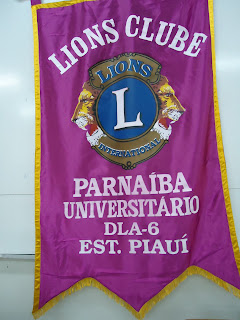 LIONS CLUBE
LIONS
L
INTERNATIONAL
PARNAÍBA
UNIVERSITÁRIO
DLA-6
EST. PIAUÍ